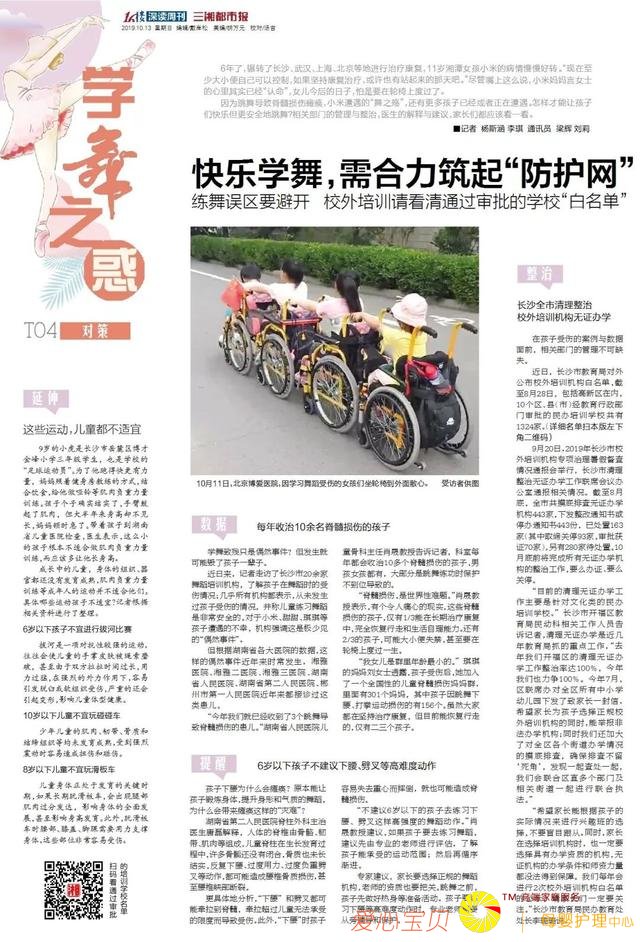 深读周刊 三湘都市报
2019.10.13 星期日
学舞之惑
T04 对策
6年了,辗转了长沙、武汉、上海、北京等地进行治疗康复,11岁湘潭女孩小米的病情慢慢好转。“现在至
少大小便自己可以控制,如果坚持康复治疗,或许也有站起来的那天吧。”尽管嘴上这么说,小米妈妈言女士
的心里其实已经“认命”,女儿今后的日子,怕是要在轮椅上度过了。
因为跳舞导致脊髓损伤瘫痪,小米遭遇的“舞之殇”,还有更多孩子已经或者正在遭遇,怎样才能让孩子
们快乐但更安全地跳舞?相关部门的管理与整治,医生的解释与建议,家长们都应该看一看。
■记者 杨斯涵 李琪 通讯员 梁辉 刘莉
快乐学舞,需合力筑起“防护网”
练舞误区要避开 校外培训请看清通过审批的学校“白名单”
10月11日,北京博爱医院,因学习跳舞受伤的女孩们坐轮椅到外面散心。 受访者供图
延伸
这些运动,儿童都不适宜
9岁的小虎是长沙市岳麓区博才
金峰小学三年级学生,也是学校的
“足球运动员”,为了他跑得快更有力
量,妈妈照着健身房教练的方式,结
合饮食,给他做哑铃等肌肉负重力量
训练,孩子个子确实结实了,手臂鼓
起了肌肉,但大半年来身高却不见
长,妈妈顿时急了,带着孩子到湖南
省儿童医院检查,医生表示,这么小
的孩子根本不适合做肌肉负重力量
训练,而应该多让他长身高。
成长中的儿童,身体的组织、器
官都还没有发育成熟,肌肉负重力量
训练等成年人的运动并不适合他们。
具体哪些运动孩子不适宜?记者根据
相关资料进行了整理。
6岁以下孩子不宜进行拔河比赛
拔河是一项对抗性较强的运动,
往往会使儿童的手掌皮肤被绳索磨
破,甚至由于双方拉扯时间过长,用
力过猛,在强烈的外力作用下,容易
引发脱臼或软组织受伤,严重的还会
引起变形,影响儿童体型健康。
10岁以下儿童不宜玩碰碰车
少年儿童的肌肉、韧带、骨质和
结缔组织等均未发育成熟,受到强烈
震动时容易造成扭伤和碰伤。
8岁以下儿童不宜玩滑板车
儿童身体正处于发育的关键时
期,如果长期玩滑板车,会出现腿部
肌肉过分发达,影响身体的全面发
展,甚至影响身高发育,此外,玩滑板
车时腰部、膝盖、脚踝需要用力支撑
身体,这些部位非常容易受伤。
扫码看通过审批
的培训学校名单
数据
每年收治10余名脊髓损伤的孩子
学舞致残只是偶然事件?但发生就可
能毁了孩子一辈子。
近日来,记者走访了长沙市20余家
舞蹈培训机构,了解孩子在舞蹈时的受
伤情况;几乎所有机构都表示,从未发生
过孩子受伤的情况。并称儿童练习舞蹈
是非常安全的,对于小米、甜甜、琪琪等
孩子遭遇的不幸,机构强调这是极少见
的“偶然事件”。
但根据湖南省各大医院的数据,这
样的偶然事件近年来时常发生,湘雅
医院、湘雅二医院、湘雅三医院、湖南
省人民医院、湖南省第二人民医院、郴
州市第一人民医院近年来都接诊过这
类患儿。
“今年我们就已经收到了3个跳舞导
致脊髓损伤的患儿。”湖南省人民医院儿
童骨科主任肖晟教授告诉记者,科室每
年都会收治10多个脊髓损伤的孩子,男
孩女孩都有,大部分是跳舞练功时保护
不到位导致的。
“脊髓损伤,是世界性难题。”肖晟教
授表示,有个令人痛心的现实,这些脊髓
损伤的孩子,仅有1/3能在长期治疗康复
中,完全恢复行走和生活自理能力;还有
2/3的孩子,可能大小便失禁,甚至要在
轮椅上度过一生。
“我女儿是群里年龄最小的。”琪琪
的妈妈刘女士透露,孩子受伤后,她加入
了一个全国性的儿童脊髓损伤妈妈群,
里面有301个妈妈,其中孩子因跳舞下
腰、打攀运动损伤的有156个,虽然大家
都在坚持治疗康复,但目前能恢复行走
的,仅有二三个孩子。
提醒
6岁以下孩子不建议下腰、劈叉等高难度动作
孩子下腰为什么会瘫痪?原本能让
孩子锻炼身体,提升身形和气质的舞蹈,
为什么会带来瘫痪这样的“灾难”?
湖南省第二人民医院脊柱外科主治
医生唐磊解释,人体的脊椎由骨骼、韧
带、肌肉等组成,儿童脊柱在生长发育过
程中,许多骨骺还没有闭合,骨质也未长
结实,反复下腰、过度用力、过度负重劈
叉等动作,都可能造成腰椎骨质损伤,甚
至腰椎峡部断裂。
更具体地分析,“下腰”和劈叉都可
能牵拉到脊髓,牵拉超过儿童无法承受
的限度而导致受伤,此外,“下腰”时孩子
容易失去重心而摔倒,就也可能造成脊
髓损伤。
“不建议6岁以下的孩子去练习下
腰、劈叉这样高强度的舞蹈动作。”肖
晟教授建议,如果孩子要去练习舞蹈,
建议先由专业的老师进行评估,了解
孩子能承受的运动范围;然后再循序
渐进。
专家建议,家长要选择正规的舞蹈
机构,老师的资质也要把关,跳舞之前,
孩子先做好热身等准备活动,孩子
习下腰等高难度动作时,专业老师
从旁辅导和保护。
整治
长沙全市清理整治
校外培训机构无证办学
在孩子受伤的案例与数据
面前,相关部门的管理不可缺
失。
近日,长沙市教育局对外
公布校外培训机构白名单,截
至8月28日,包括高新区在内,
10个区、县(市)经教育行政部
门审批的民办培训学校共有
1324家。(详细名单扫本版左下
角二维码)
9月20日,2019年长沙市校
外培训机构专项治理暑假督查
情况通报会举行,长沙市清理
整治无证办学工作联席会议办
公室通报相关情况。截至8月
底,全市共摸底排查无证办学
机构443家,下发整改通知书或
停办通知书443份,已处置163
家(其中取缔关停93家,审批获
证70家),另有280家待处置,10
月底前将完成所有无证办学机
构的整治工作,要么办证、要么
关停。
“目前的清理无证办学工
作主要是针对文化类的民办
培训学校。”长沙市开福区教
育局民动科相关工作人员告
诉记者,清理无证办学是近几
年教育局抓的重点工作,“去
年我们开福区的清理无证办
学工作整治率达100%,今年
我们也力争100%。今年7月,
区联席办对全区所有中小学
幼儿园下发了致家长一封信,
希望家长为孩子选择正规校
外培训机构的同时,能举报非
法办学机构;同时我们还加大
了对全区各个街道办学情况
的摸底排查,确保排查不留
‘死角’,发现一起查处一起,
我们会联合区直多个部门及
相关街道一起进行联合执
法。”
“希望家长能根据孩子的
实际情况来进行兴趣班的选
择,不要盲目跟从。同时,家长
在选择培训机构时,也一定要
选择具有办学资质的机构,无
证机构的办学条件和师资力量
都没法得到保障。我们每年会
进行2次校外培训机构白名单
们一定要关
注。”长沙市教育局民办教育处
爱心宝贝
TM
高端家庭服务
母婴护理中心